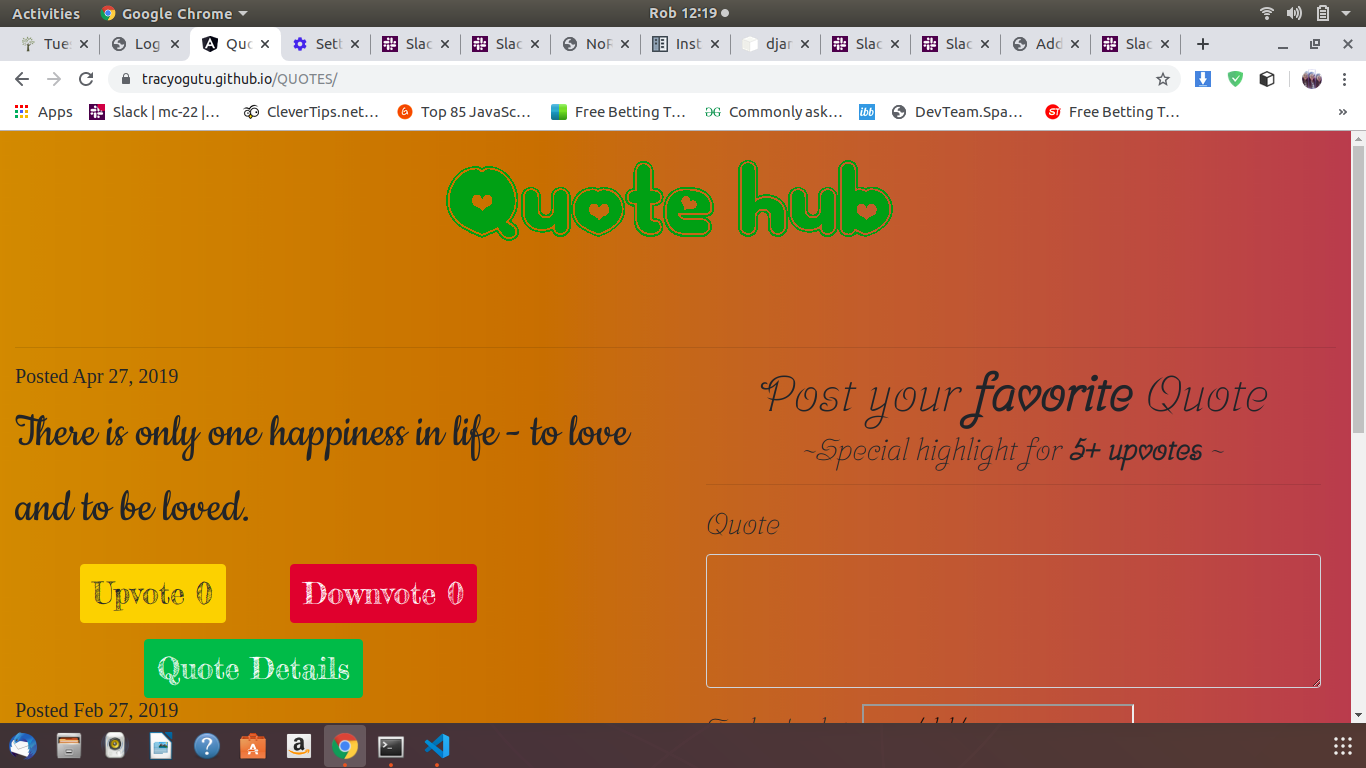 Activities Google Chrome Rob 12:19
Tues Log Quo Sett Slac Slac NoR Inst djan Slac Slac Add Slac
tracyogutu.github.io/QUOTES/
Apps Slack | mc-22 |... CleverTips.net... Top 85 JavaSc... Free Betting T... Commonly ask... ibb DevTeam.Spa... Free Betting T... »
Quote hub
Posted Apr 27, 2019
There is only one happiness in life - to love
and to be loved.
Upvote 0 Downvote 0
Quote Details
Posted Feb 27, 2019
Post your favorite Quote
~Special highlight for 5+ upvotes ~
Quote